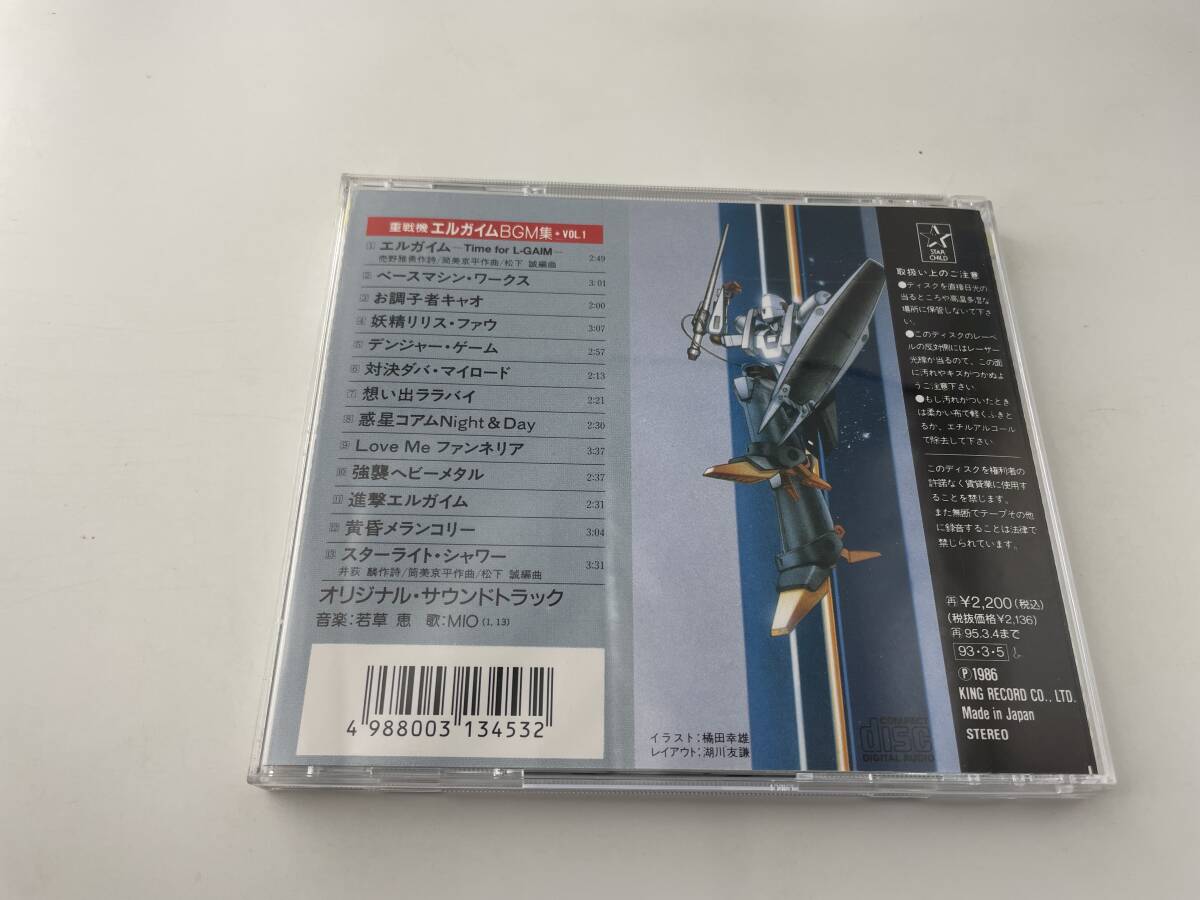 重戦機 エルガイムBGM集・VOL.1
1 エルガイム―Time for L-GAIM― 2:49
売野雅勇作詩/筒美京平作曲/松下 誠編曲
2 ベースマシン・ワークス 3:01
3 お調子者キャオ 2:00
4 妖精リリス・ファウ 3:07
5 デンジャー・ゲーム 2:57
6 対決ダバ・マイロード 2:13
7 想い出ララバイ 2:21
8 惑星コアムNight & Day 2:30
9 Love Me ファンネリア 3:37
10 強襲ヘビーメタル 2:37
11 進撃エルガイム 2:31
12 黄昏メランコリー 3:04
13 スターライト・シャワー 3:31
井荻 麟作詩/筒美京平作曲/松下 誠編曲
オリジナル・サウンドトラック
音楽:若草 恵 歌:MIO (1, 13)
4 988003 134532
イラスト:橘田幸雄
レイアウト:湖川友謙
COMPACT
disc
DIGITAL AUDIO
STAR
CHILD
取扱い上のご注意
●ディスクを直接日光の
当るところや高温多湿な
場所に保管しないで下さ
い。
●このディスクのレーベ
ルの反対側にはレーザー
光線が当るので、この面
に汚れやキズがつかぬよ
うご注意下さい
●もし汚れがついたとき
は柔かい布で軽くふきと
るか、エチルアルコール
で除去して下さい
このディスクを権利者の
許諾なく賃貸業に使用す
ることを禁じます。
また無断でテープその他
に録音することは法律で
禁じられています。
再 ¥2,200(税込)
(税抜価格¥2,136)
再 95.3.4まで
93・3・5
Ⓟ1986
KING RECORD CO., LTD.
Made in Japan
STEREO